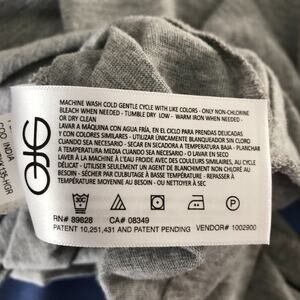 MACHINE WASH COLD GENTLE CYCLE WITH LIKE COLORS - ONLY NON-CHLORINE
BLEACH WHEN NEEDED - TUMBLE DRY LOW - WARM IRON WHEN NEEDED -
OR DRY CLEAN
LAVAR A MÁQUINA CON AGUA FRÍA, EN EL CICLO PARA PRENDAS DELICADAS
Y CON COLORES SIMILARES - UTILIZAR ÚNICAMENTE BLANQUEADOR SIN CLORO
CUANDO SEA NECESARIO - SECAR EN SECADORA A TEMPERATURA BAJA - PLANCHAR
A TEMPERATURA MEDIA CUANDO SEA NECESARIO - O LAVAR EN SECO
LAVER À LA MACHINE À L'EAU FROIDE AVEC DES COULEURS SIMILAIRES, AU CYCLE
DÉLICAT - UTILISER SEULEMENT UN AGENT DE BLANCHIMENT NON CHLORÉ AU
BESOIN - SÉCHER PAR CULBUTAGE À BASSE TEMPÉRATURE - REPASSER À
TEMPÉRATURE MOYENNE AU BESOIN - OU NETTOYER À SEC
RN# 89828 CA# 08349
PATENT 10,251,431 AND PATENT PENDING VENDOR# 1002900
INDIA